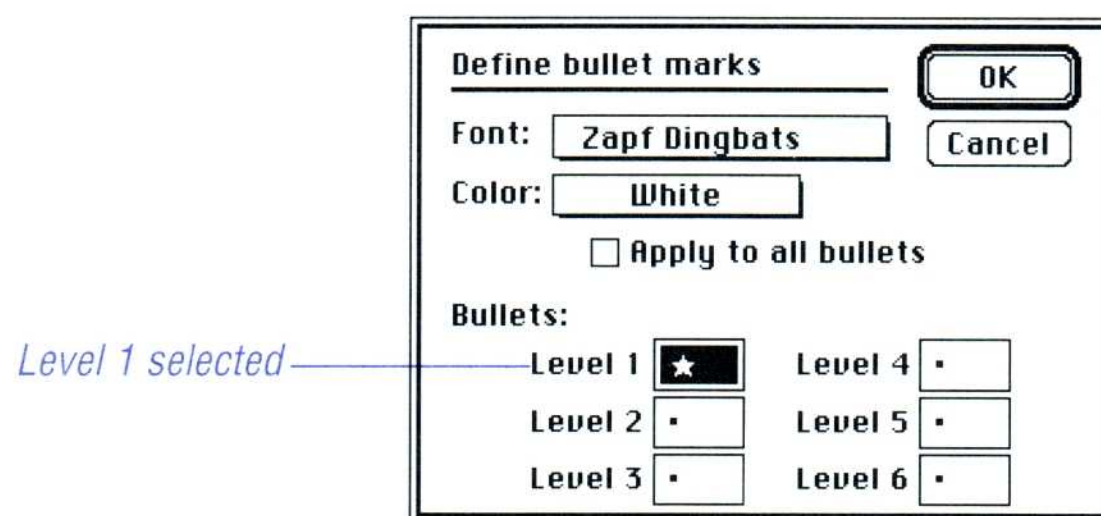 Define bullet marks
OK
Font: Zapf Dingbats
Cancel
Color: White
Apply to all bullets
Bullets:
Level 1 selected
Level 1 ★ Level 4 ▪
Level 2 ▪ Level 5 ▪
Level 3 ▪ Level 6 ▪